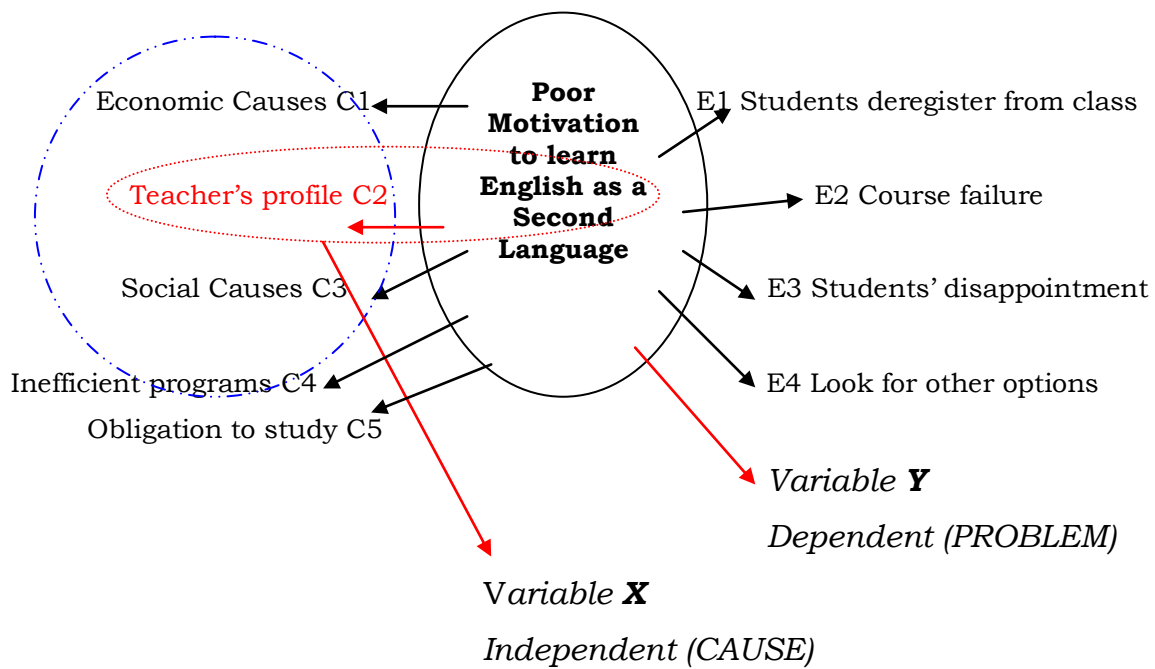 Economic Causes C1
Teacher’s profile C2
Social Causes C3
Inefficient programs C4
Obligation to study C5
Poor
Motivation
to learn
English as a
Second
Language
E1 Students deregister from class
E2 Course failure
E3 Students’ disappointment
E4 Look for other options
Variable Y
Dependent (PROBLEM)
Variable X
Independent (CAUSE)